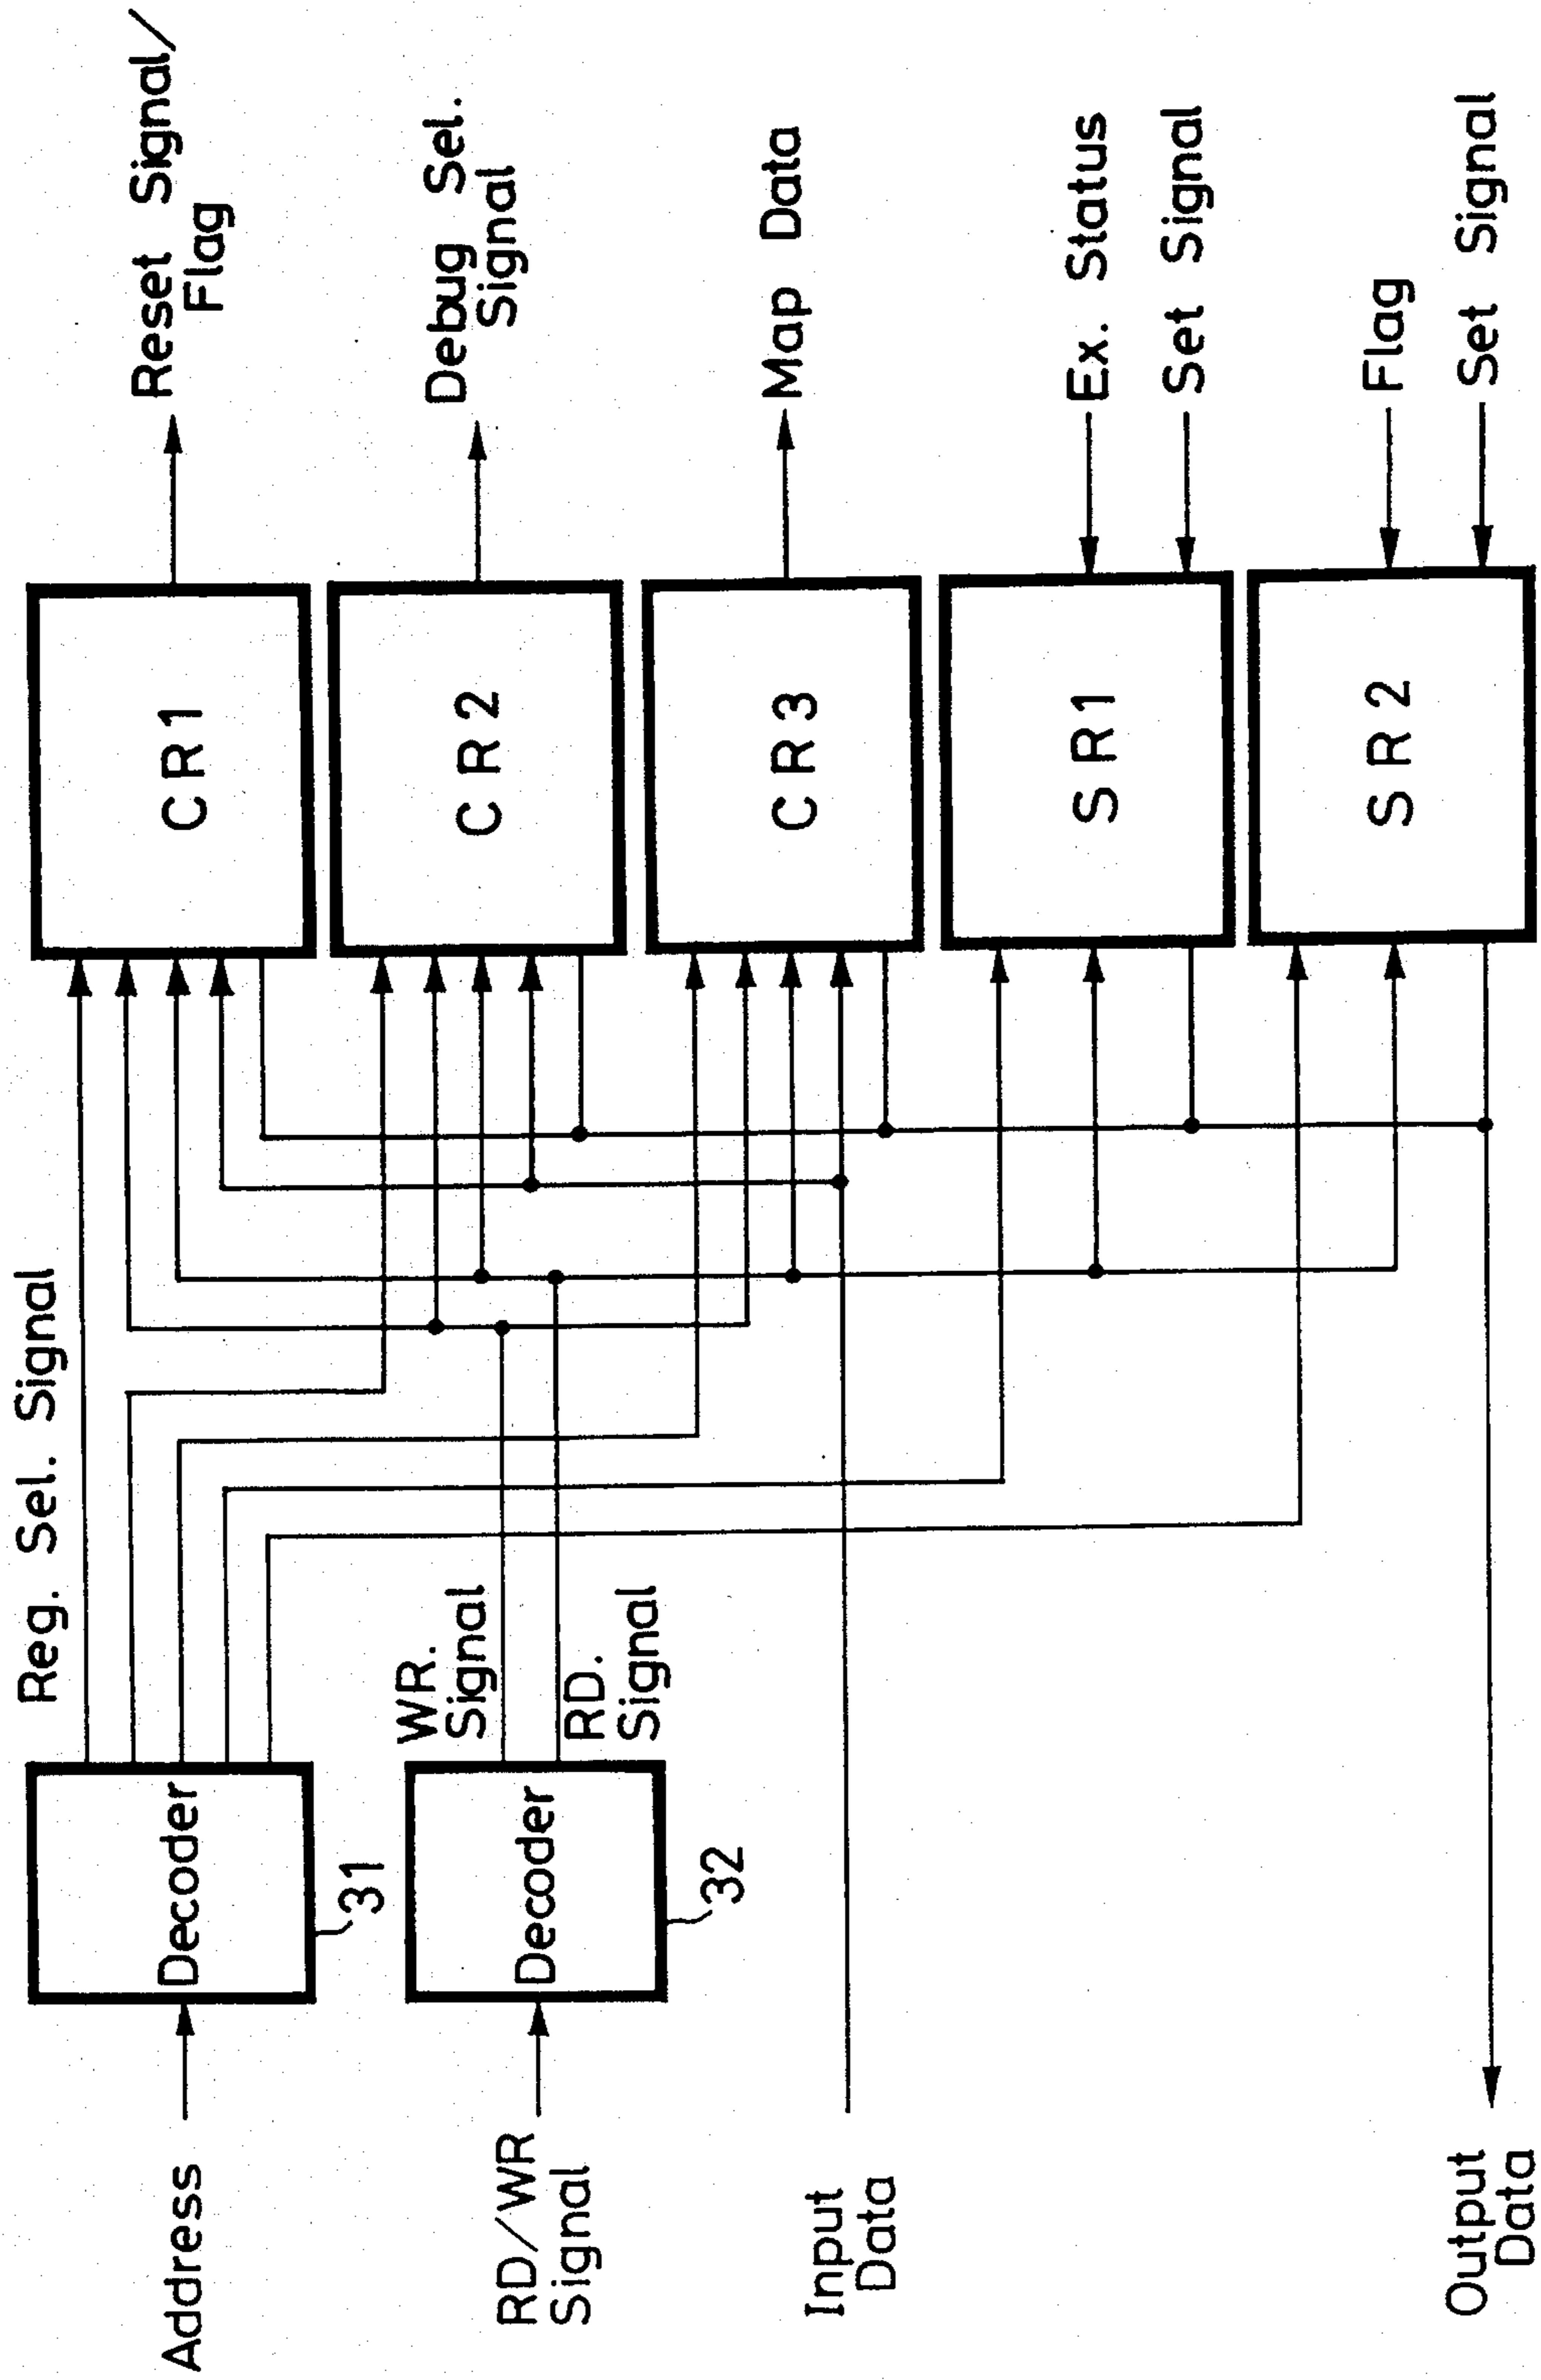 Address
RD/WR
Signal
Input
Data
Output
Data
Decoder
31
Decoder
32
Reg. Sel. Signal
WR.
Signal
RD.
Signal
CR1
CR2
CR3
SR1
SR2
Reset Signal/
Flag
Debug Sel.
Signal
Map Data
Ex. Status
Set Signal
Flag
Set Signal